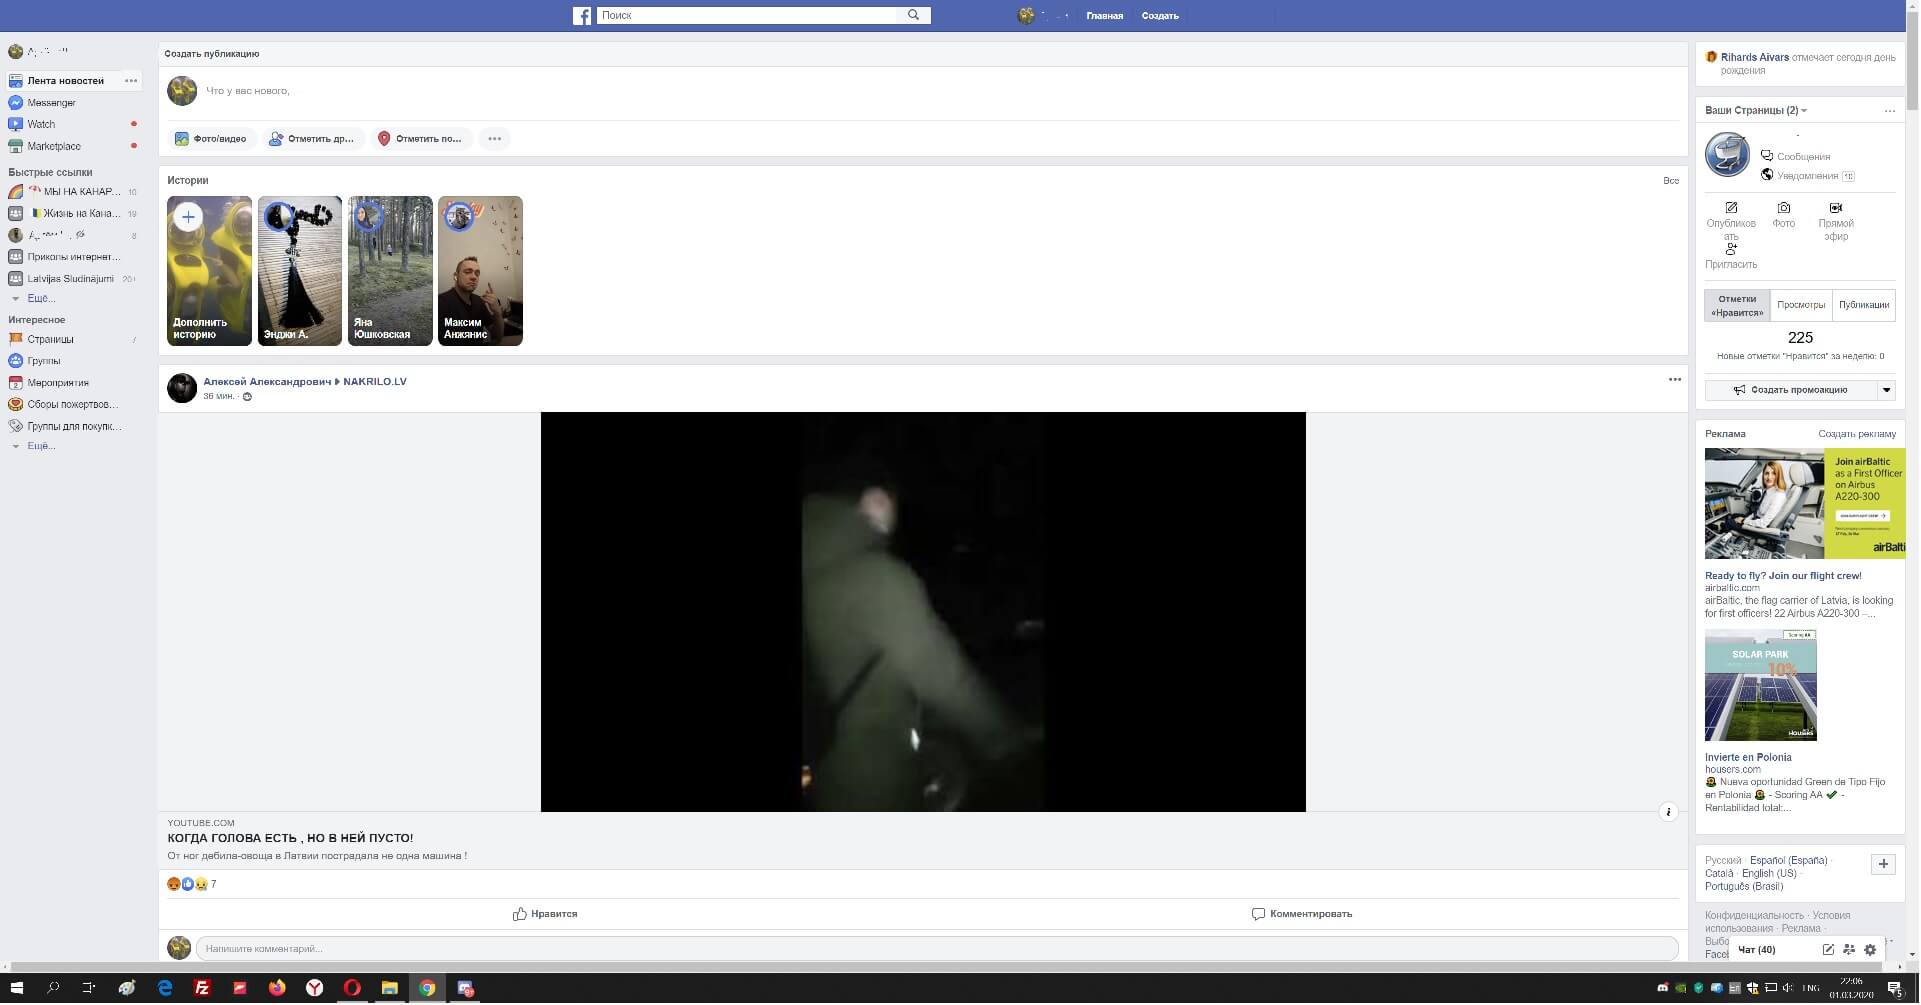 Поиск
Главная
Создать
Лента новостей
Messenger
Watch
Marketplace
Быстрые ссылки
МЫ НА КАНАР... 10
Жизнь на Кана... 19
8
Приколы интернет...
Latvijas Sludinājumi 20+
Ещё...
Интересное
Страницы 7
Группы
Мероприятия
Сборы пожертвов...
Группы для покупк...
Ещё...
Создать публикацию
Что у вас нового,
Фото/видео
Отметить др...
Отметить по...
Истории
Все
Дополнить
историю
Энджи А.
Яна
Юшковская
Максим
Анжянис
Алексей Александрович NAKRILO.LV
36 мин. ·
YOUTUBE.COM
КОГДА ГОЛОВА ЕСТЬ , НО В НЕЙ ПУСТО!
От ног дебила-овоща в Латвии пострадала не одна машина !
7
Нравится
Комментировать
Напишите комментарий...
Rihards Aivars отмечает сегодня день
рождения
Ваши Страницы (2)
Сообщения
Уведомления 10
Опубликов
ать
Фото
Прямой
эфир
Пригласить
Отметки
«Нравится»
Просмотры
Публикации
225
Новые отметки "Нравится" за неделю: 0
Создать промоакцию
Реклама
Создать рекламу
Join airBaltic
as a First Officer
on Airbus
A220-300
airBalti
Ready to fly? Join our flight crew!
airbaltic.com
airBaltic, the flag carrier of Latvia, is looking
for first officers! 22 Airbus A220-300 –...
Scoring AA
SOLAR PARK
10%
HOUSERS
Invierte en Polonia
housers.com
Nueva oportunidad Green de Tipo Fijo
en Polonia - Scoring AA -
Rentabilidad total:...
Русский · Español (España) ·
Català · English (US) ·
Português (Brasil)
Конфиденциальность · Условия
использования · Реклама ·
Выбо
Faceb
Чат (40)
ENG
22:06
01.03.2020
5